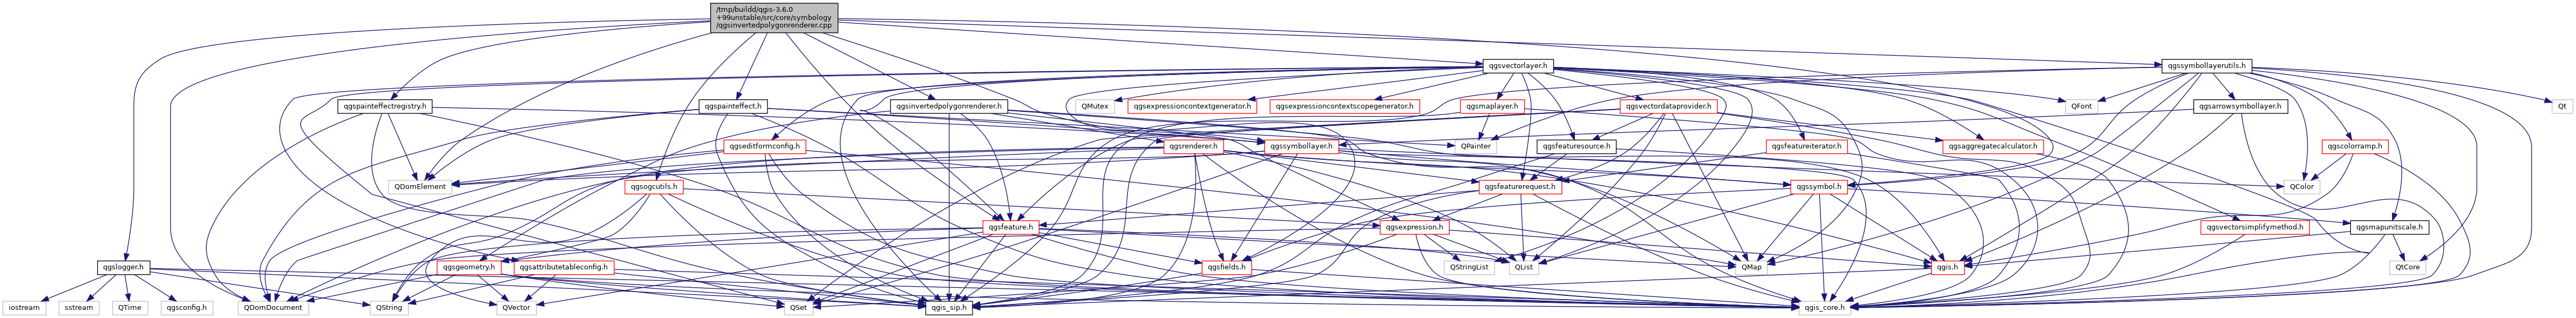 /tmp/buildd/qgis-3.6.0
+99unstable/src/core/symbology
/qgsinvertedpolygonrenderer.cpp
qgsvectorlayer.h
qgssymbollayerutils.h
qgspainteffectregistry.h
qgspainteffect.h
qgsinvertedpolygonrenderer.h
QMutex
qgsexpressioncontextgenerator.h
qgsexpressioncontextscopegenerator.h
qgsmaplayer.h
qgsvectordataprovider.h
QFont
qgsarrowsymbollayer.h
Qt
qgseditformconfig.h
qgsrenderer.h
qgssymbollayer.h
QPainter
qgsfeaturesource.h
qgsfeatureiterator.h
qgsaggregatecalculator.h
qgscolorramp.h
QDomElement
qgsogcutils.h
qgsfeaturerequest.h
qgssymbol.h
QColor
qgsfeature.h
qgsexpression.h
qgsvectorsimplifymethod.h
qgsmapunitscale.h
qgslogger.h
qgsgeometry.h
qgsattributetableconfig.h
qgsfields.h
QStringList
QList
QMap
qgis.h
QtCore
iostream
sstream
QTime
qgsconfig.h
QDomDocument
QString
QVector
QSet
qgis_sip.h
qgis_core.h